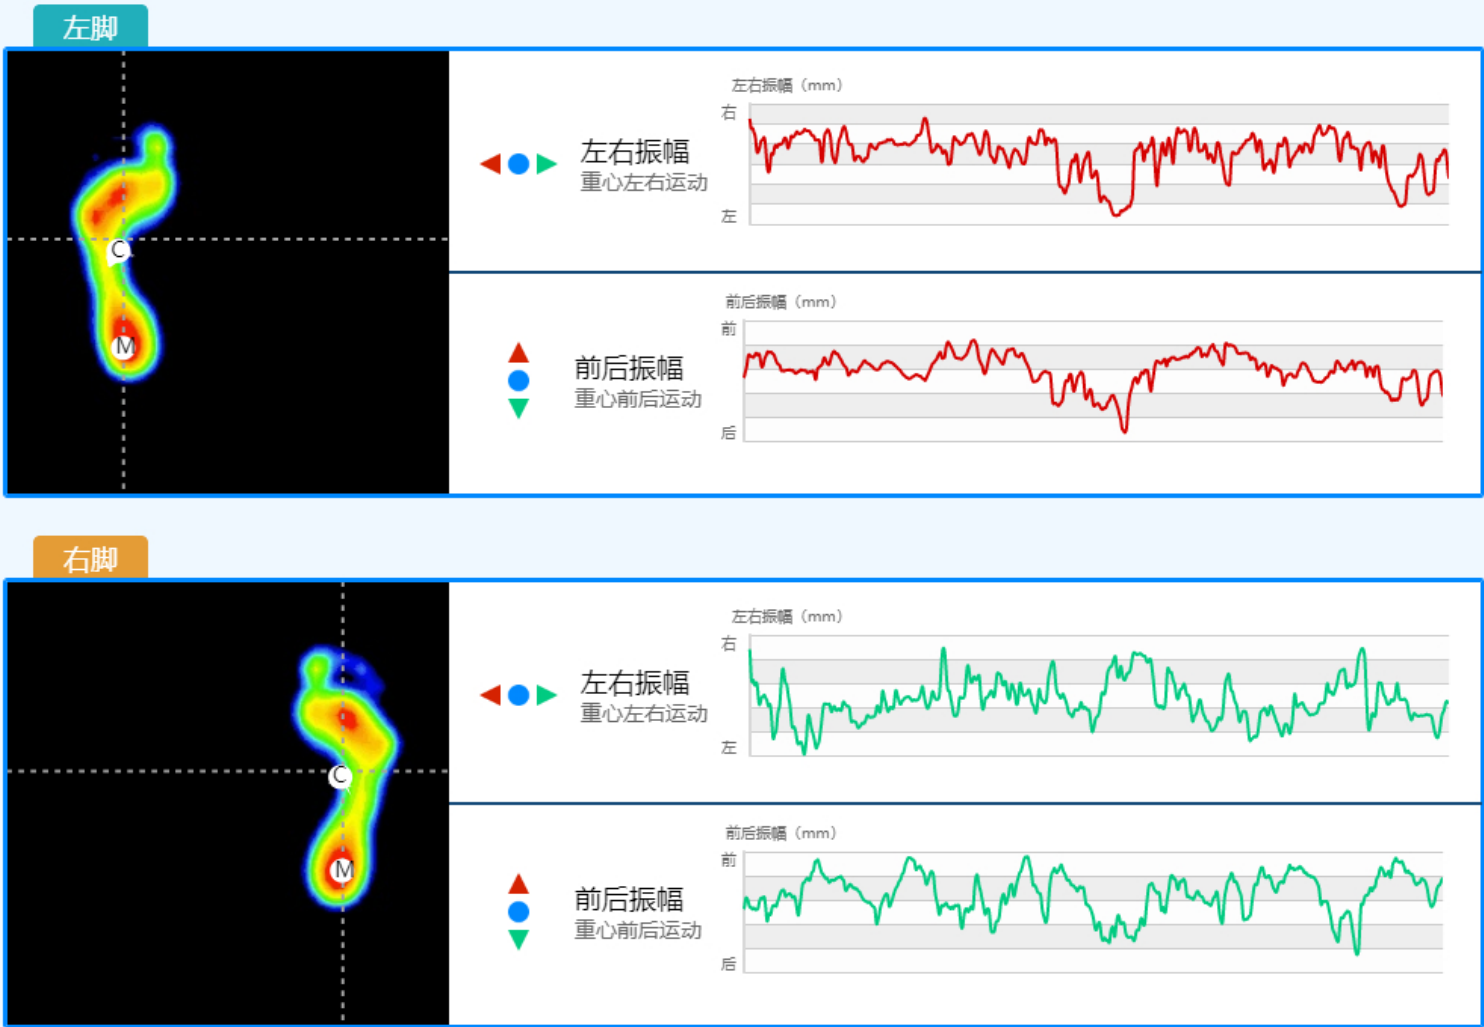 左脚
左右振幅（mm）
右
左右振幅
重心左右运动
左
C
M
前后振幅（mm）
前
前后振幅
重心前后运动
后
右脚
左右振幅（mm）
右
左右振幅
重心左右运动
左
C
M
前后振幅（mm）
前
前后振幅
重心前后运动
后